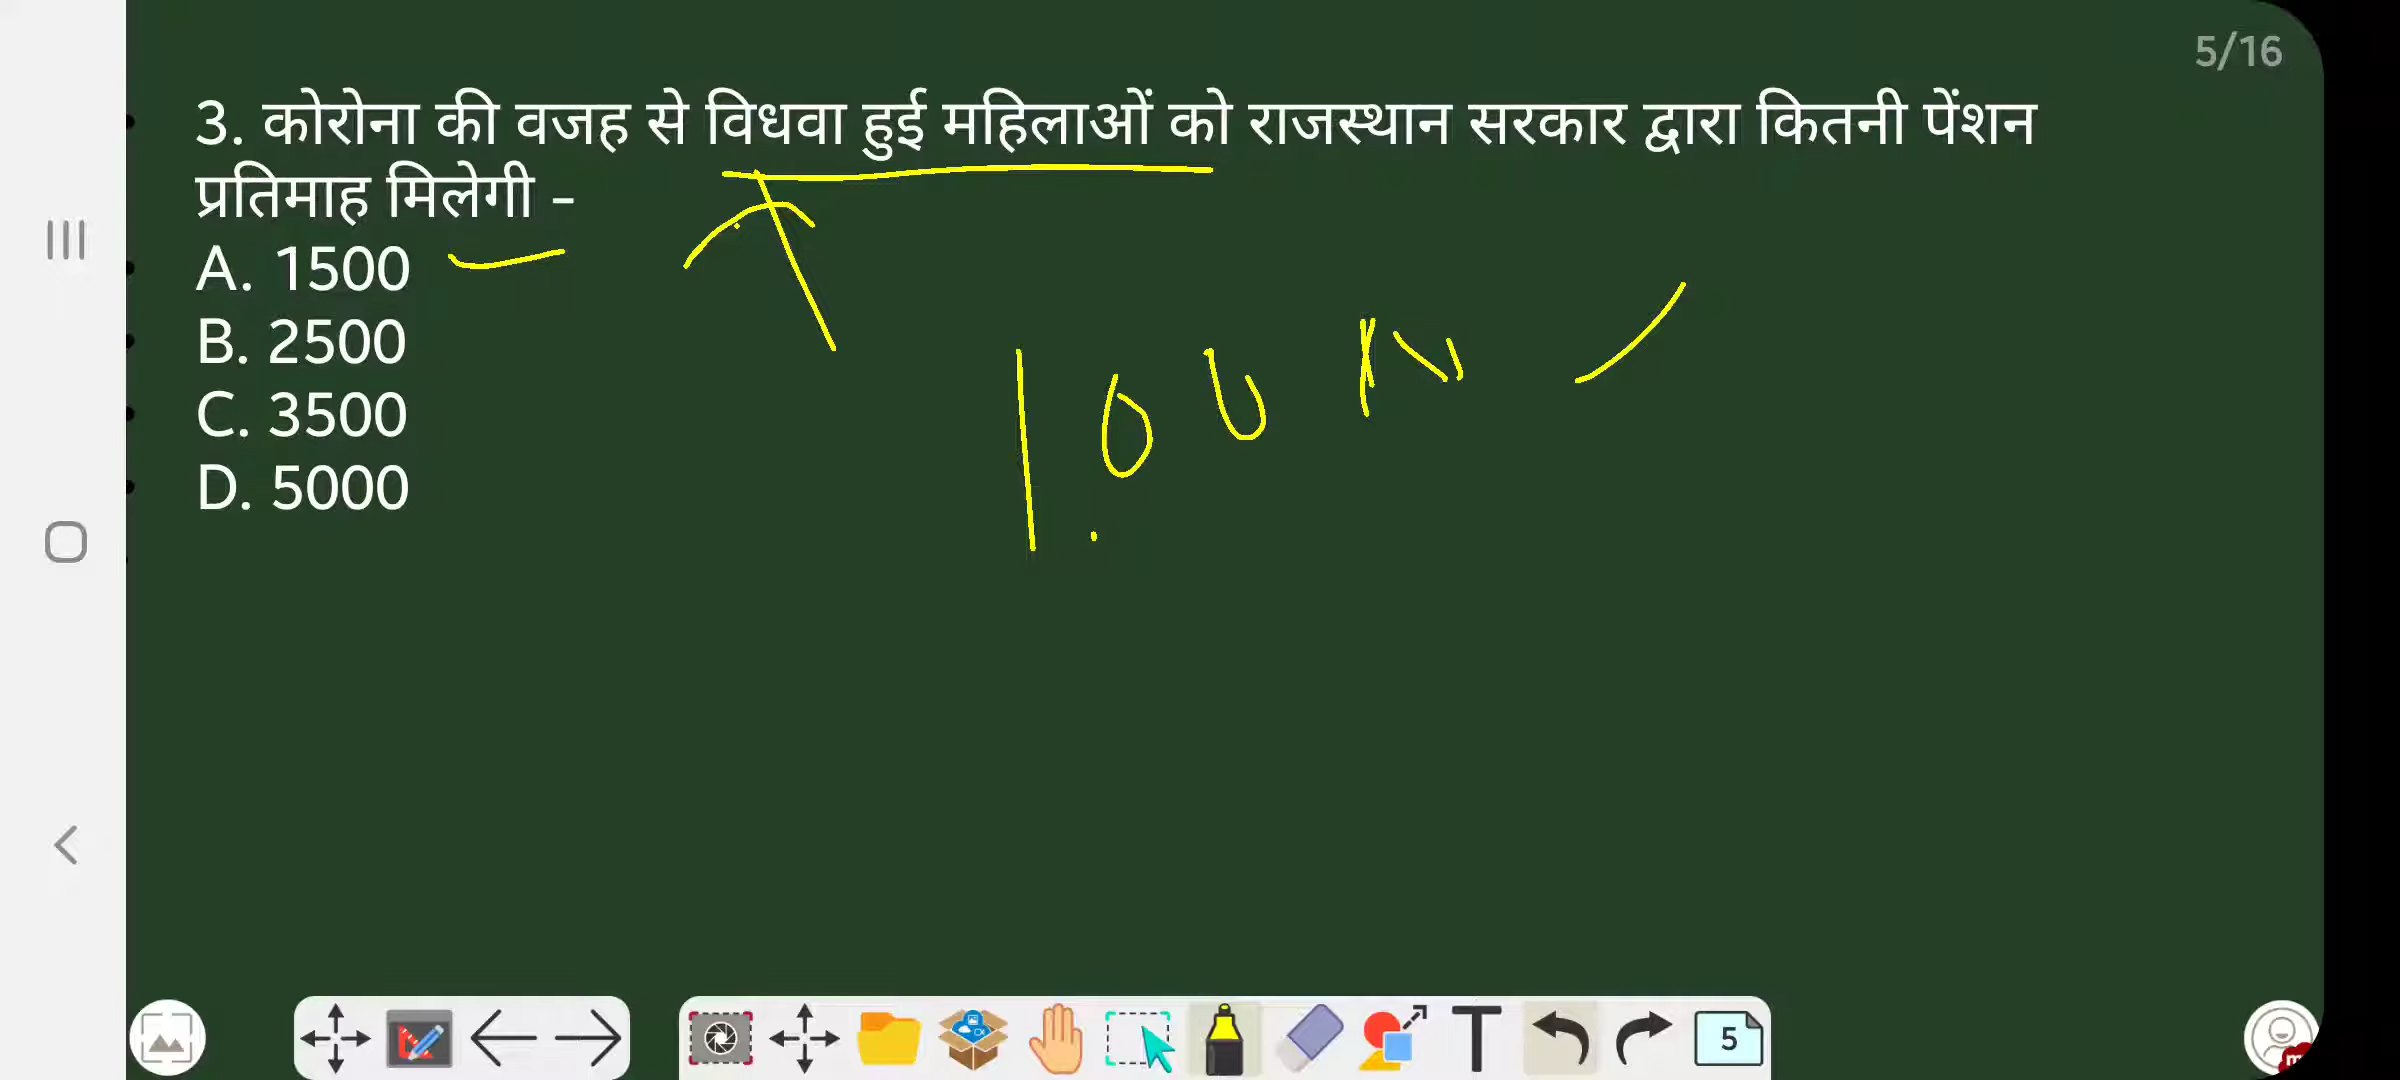 5/16
3. कोरोना की वजह से विधवा हुई महिलाओं को राजस्थान सरकार द्वारा कितनी पेंशन
प्रतिमाह मिलेगी -
A. 1500
B. 2500
C. 3500
D. 5000
5